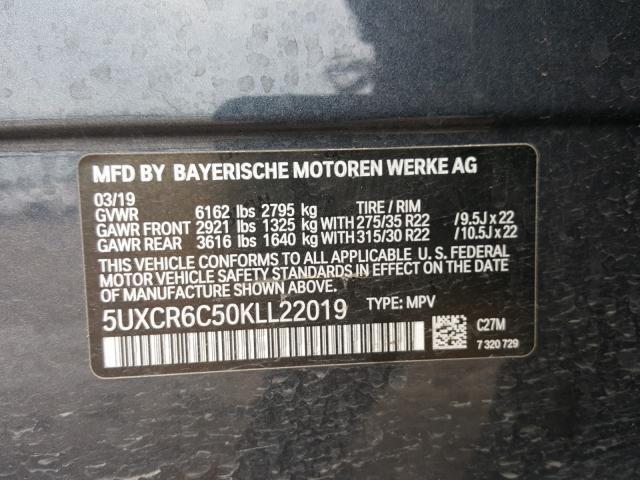 MFD BY BAYERISCHE MOTOREN WERKE AG
03/19
GVWR 6162 lbs 2795 kg TIRE / RIM
GAWR FRONT 2921 lbs 1325 kg WITH 275/35 R22 /9.5J x 22
GAWR REAR 3616 lbs 1640 kg WITH 315/30 R22 /10.5J x 22
THIS VEHICLE CONFORMS TO ALL APPLICABLE U. S. FEDERAL
MOTOR VEHICLE SAFETY STANDARDS IN EFFECT ON THE DATE
OF MANUFACTURE SHOWN ABOVE.
5UXCR6C50KLL22019 TYPE: MPV
C27M
7 320 729